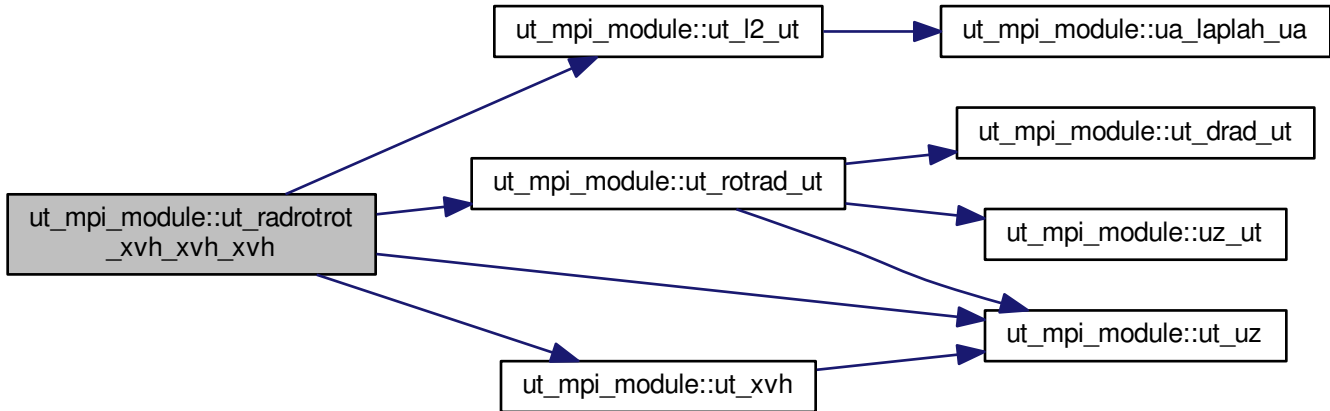 ut_mpi_module::ut_radrotrot
_xvh_xvh_xvh
ut_mpi_module::ut_l2_ut
ut_mpi_module::ua_laplah_ua
ut_mpi_module::ut_rotrad_ut
ut_mpi_module::ut_drad_ut
ut_mpi_module::uz_ut
ut_mpi_module::ut_uz
ut_mpi_module::ut_xvh